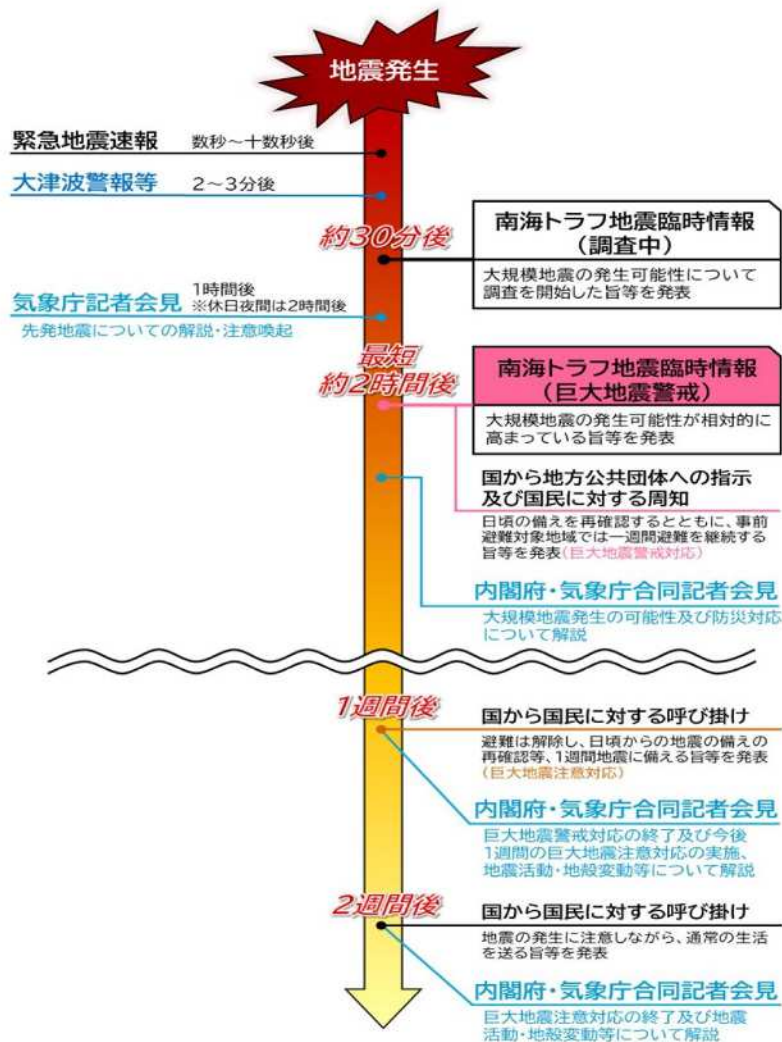 地震発生
緊急地震速報 数秒～十数秒後
大津波警報等 2～3分後
約30分後
南海トラフ地震臨時情報
（調査中）
大規模地震の発生可能性について
調査を開始した旨等を発表
気象庁記者会見 1時間後
※休日夜間は2時間後
先発地震についての解説・注意喚起
最短
約2時間後
南海トラフ地震臨時情報
（巨大地震警戒）
大規模地震の発生可能性が相対的に
高まっている旨等を発表
国から地方公共団体への指示
及び国民に対する周知
日頃の備えを再確認するとともに、事前
避難対象地域では一週間避難を継続する
旨等を発表（巨大地震警戒対応）
内閣府・気象庁合同記者会見
大規模地震発生の可能性及び防災対応
について解説
1週間後
国から国民に対する呼び掛け
避難は解除し、日頃からの地震の備えの
再確認等、1週間地震に備える旨等を発表
（巨大地震注意対応）
内閣府・気象庁合同記者会見
巨大地震警戒対応の終了及び今後
1週間の巨大地震注意対応の実施、
地震活動・地殻変動等について解説
2週間後
国から国民に対する呼び掛け
地震の発生に注意しながら、通常の生活
を送る旨等を発表
内閣府・気象庁合同記者会見
巨大地震注意対応の終了及び地震
活動・地殻変動等について解説